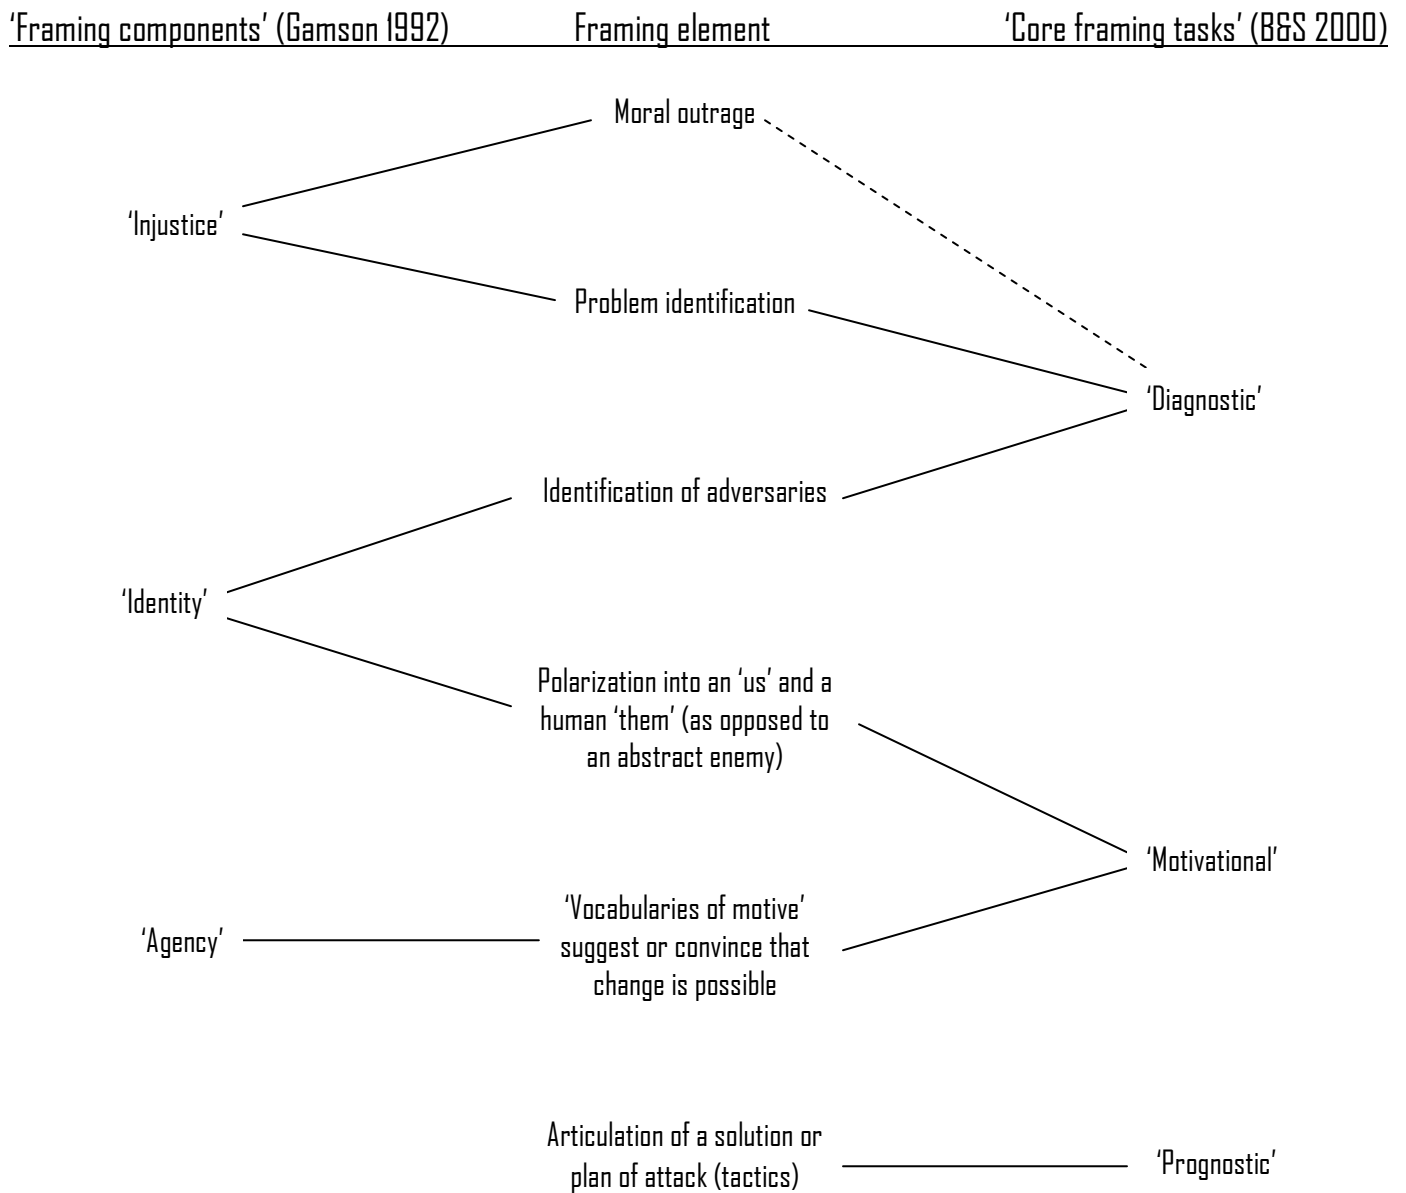 ‘Framing components’ (Gamson 1992) Framing element ‘Core framing tasks’ (B&S 2000)
Moral outrage
‘Injustice’
Problem identification
‘Diagnostic’
Identification of adversaries
‘Identity’
Polarization into an ‘us’ and a
human ‘them’ (as opposed to
an abstract enemy)
‘Motivational’
‘Vocabularies of motive’
suggest or convince that
change is possible
‘Agency’
Articulation of a solution or
plan of attack (tactics)
‘Prognostic’